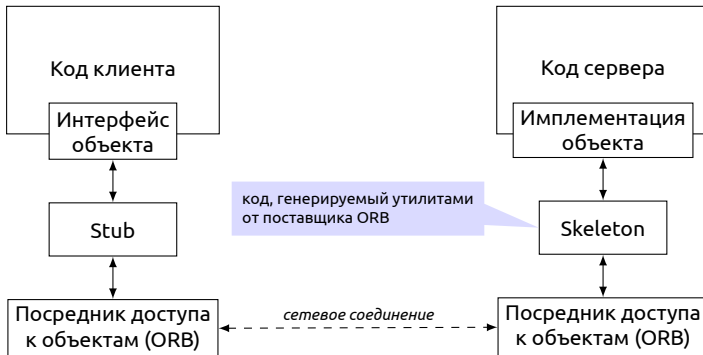 Код клиента
Интерфейс
объекта
Stub
Посредник доступа
к объектам (ORB)
сетевое соединение
код, генерируемый утилитами
от поставщика ORB
Код сервера
Имплементация
объекта
Skeleton
Посредник доступа
к объектам (ORB)